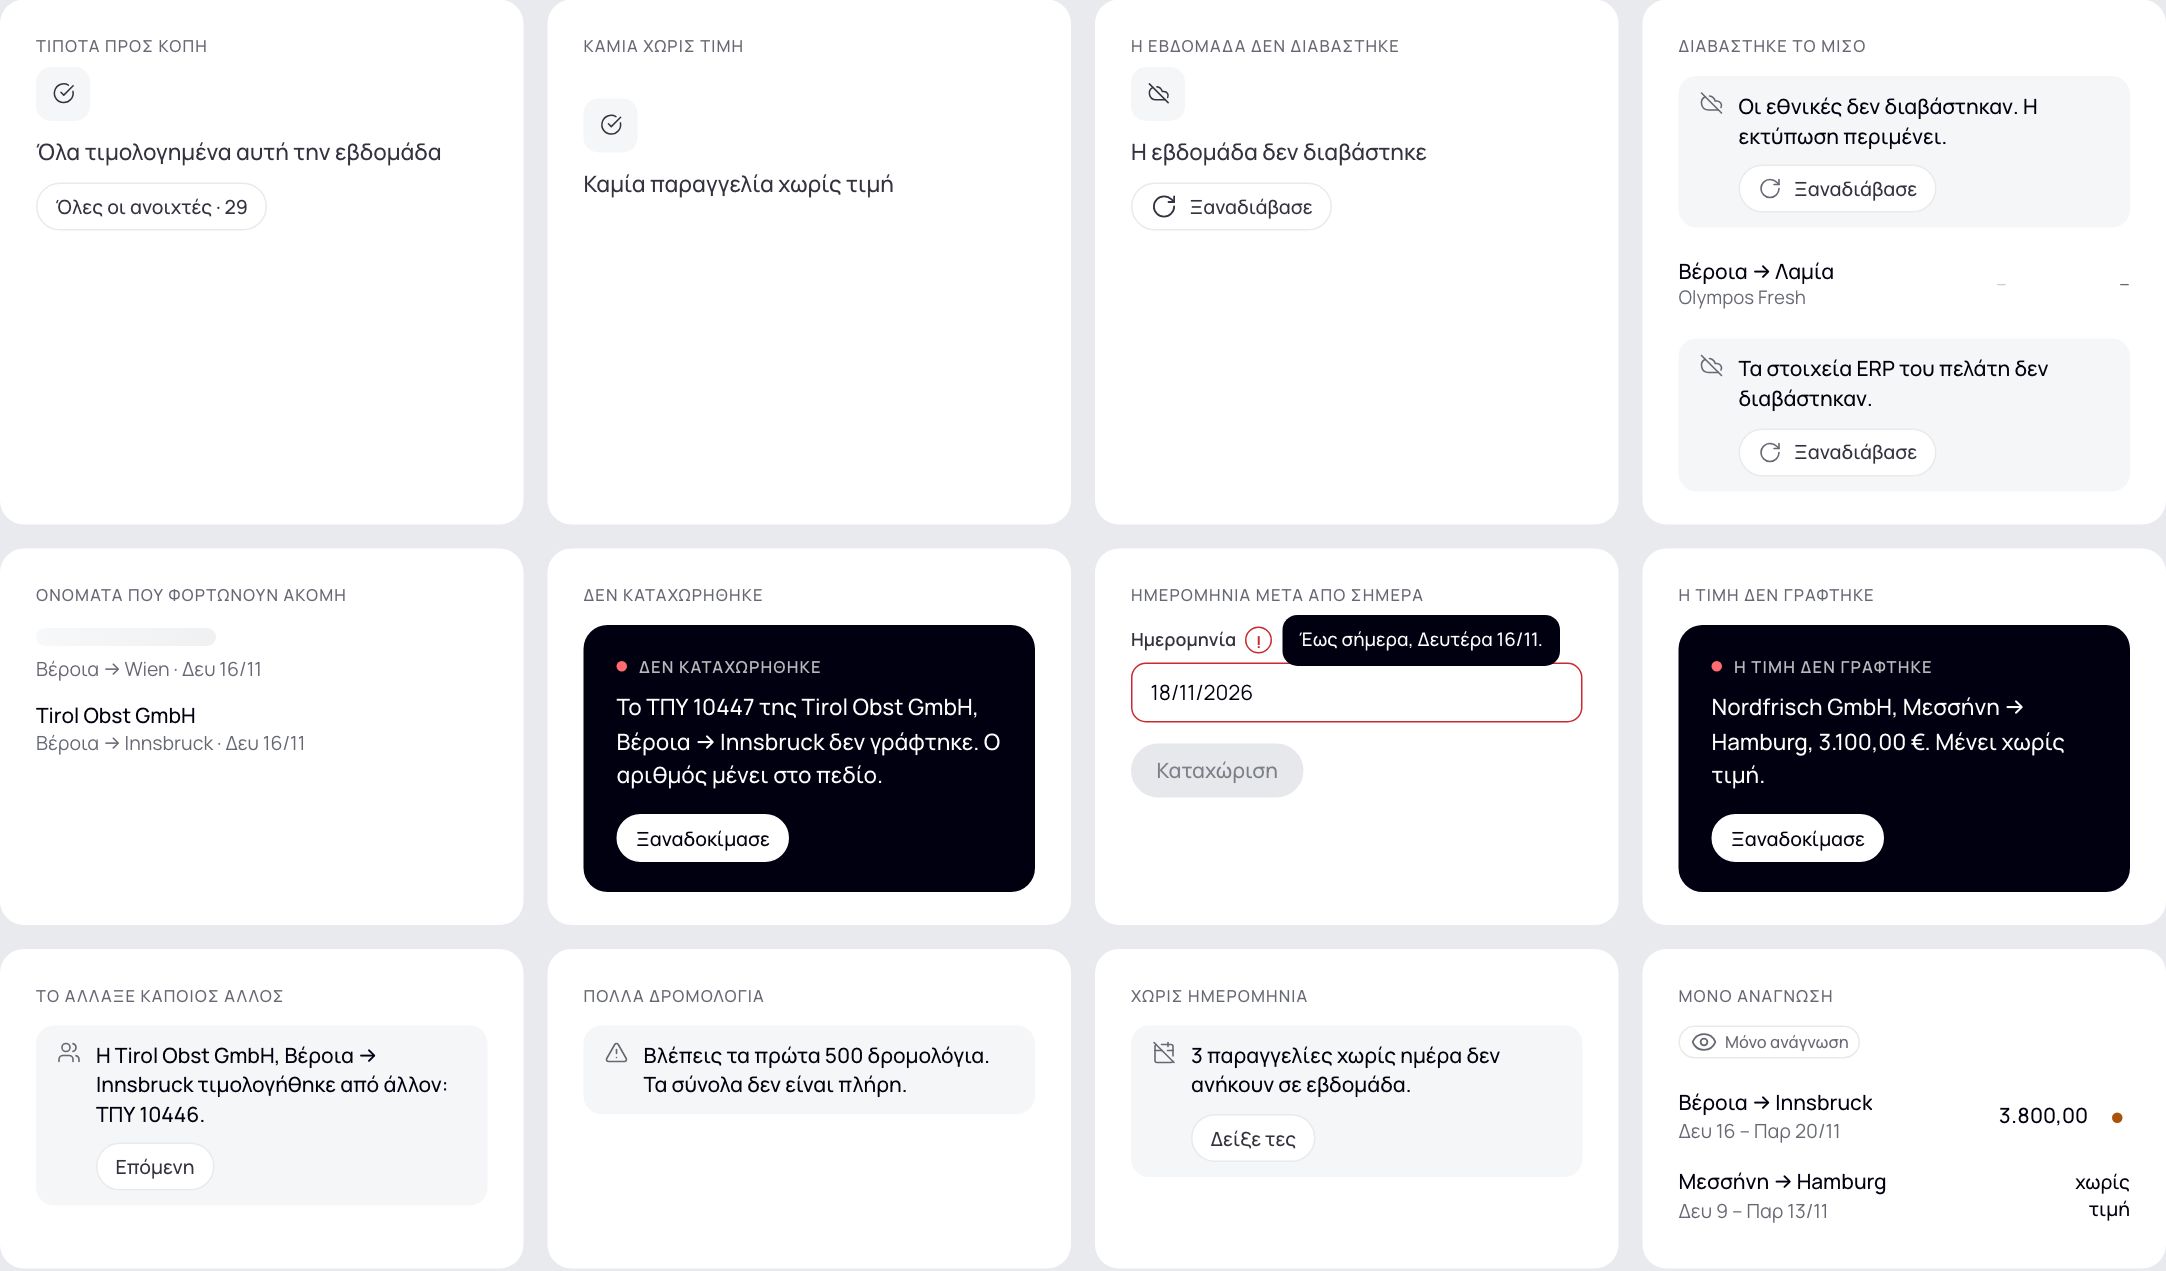 ΤΙΠΟΤΑ ΠΡΟΣ ΚΟΠΗ
Όλα τιμολογημένα αυτή την εβδομάδα
Όλες οι ανοιχτές · 29
ΚΑΜΙΑ ΧΩΡΙΣ ΤΙΜΗ
Καμία παραγγελία χωρίς τιμή
Η ΕΒΔΟΜΑΔΑ ΔΕΝ ΔΙΑΒΑΣΤΗΚΕ
Η εβδομάδα δεν διαβάστηκε
Ξαναδιάβασε
ΔΙΑΒΑΣΤΗΚΕ ΤΟ ΜΙΣΟ
Οι εθνικές δεν διαβάστηκαν. Η
εκτύπωση περιμένει.
Ξαναδιάβασε
Βέροια → Λαμία
Olympos Fresh
– –
Τα στοιχεία ERP του πελάτη δεν
διαβάστηκαν.
Ξαναδιάβασε
ΟΝΟΜΑΤΑ ΠΟΥ ΦΟΡΤΩΝΟΥΝ ΑΚΟΜΗ
Βέροια → Wien · Δευ 16/11
Tirol Obst GmbH
Βέροια → Innsbruck · Δευ 16/11
ΔΕΝ ΚΑΤΑΧΩΡΗΘΗΚΕ
ΔΕΝ ΚΑΤΑΧΩΡΗΘΗΚΕ
Το ΤΠΥ 10447 της Tirol Obst GmbH,
Βέροια → Innsbruck δεν γράφτηκε. Ο
αριθμός μένει στο πεδίο.
Ξαναδοκίμασε
ΗΜΕΡΟΜΗΝΙΑ ΜΕΤΑ ΑΠΟ ΣΗΜΕΡΑ
Ημερομηνία
Έως σήμερα, Δευτέρα 16/11.
18/11/2026
Καταχώριση
Η ΤΙΜΗ ΔΕΝ ΓΡΑΦΤΗΚΕ
Η ΤΙΜΗ ΔΕΝ ΓΡΑΦΤΗΚΕ
Nordfrisch GmbH, Μεσσήνη →
Hamburg, 3.100,00 €. Μένει χωρίς
τιμή.
Ξαναδοκίμασε
ΤΟ ΑΛΛΑΞΕ ΚΑΠΟΙΟΣ ΑΛΛΟΣ
Η Tirol Obst GmbH, Βέροια →
Innsbruck τιμολογήθηκε από άλλον:
ΤΠΥ 10446.
Επόμενη
ΠΟΛΛΑ ΔΡΟΜΟΛΟΓΙΑ
Βλέπεις τα πρώτα 500 δρομολόγια.
Τα σύνολα δεν είναι πλήρη.
ΧΩΡΙΣ ΗΜΕΡΟΜΗΝΙΑ
3 παραγγελίες χωρίς ημέρα δεν
ανήκουν σε εβδομάδα.
Δείξε τες
ΜΟΝΟ ΑΝΑΓΝΩΣΗ
Μόνο ανάγνωση
Βέροια → Innsbruck
Δευ 16 – Παρ 20/11
3.800,00
Μεσσήνη → Hamburg
Δευ 9 – Παρ 13/11
χωρίς
τιμή